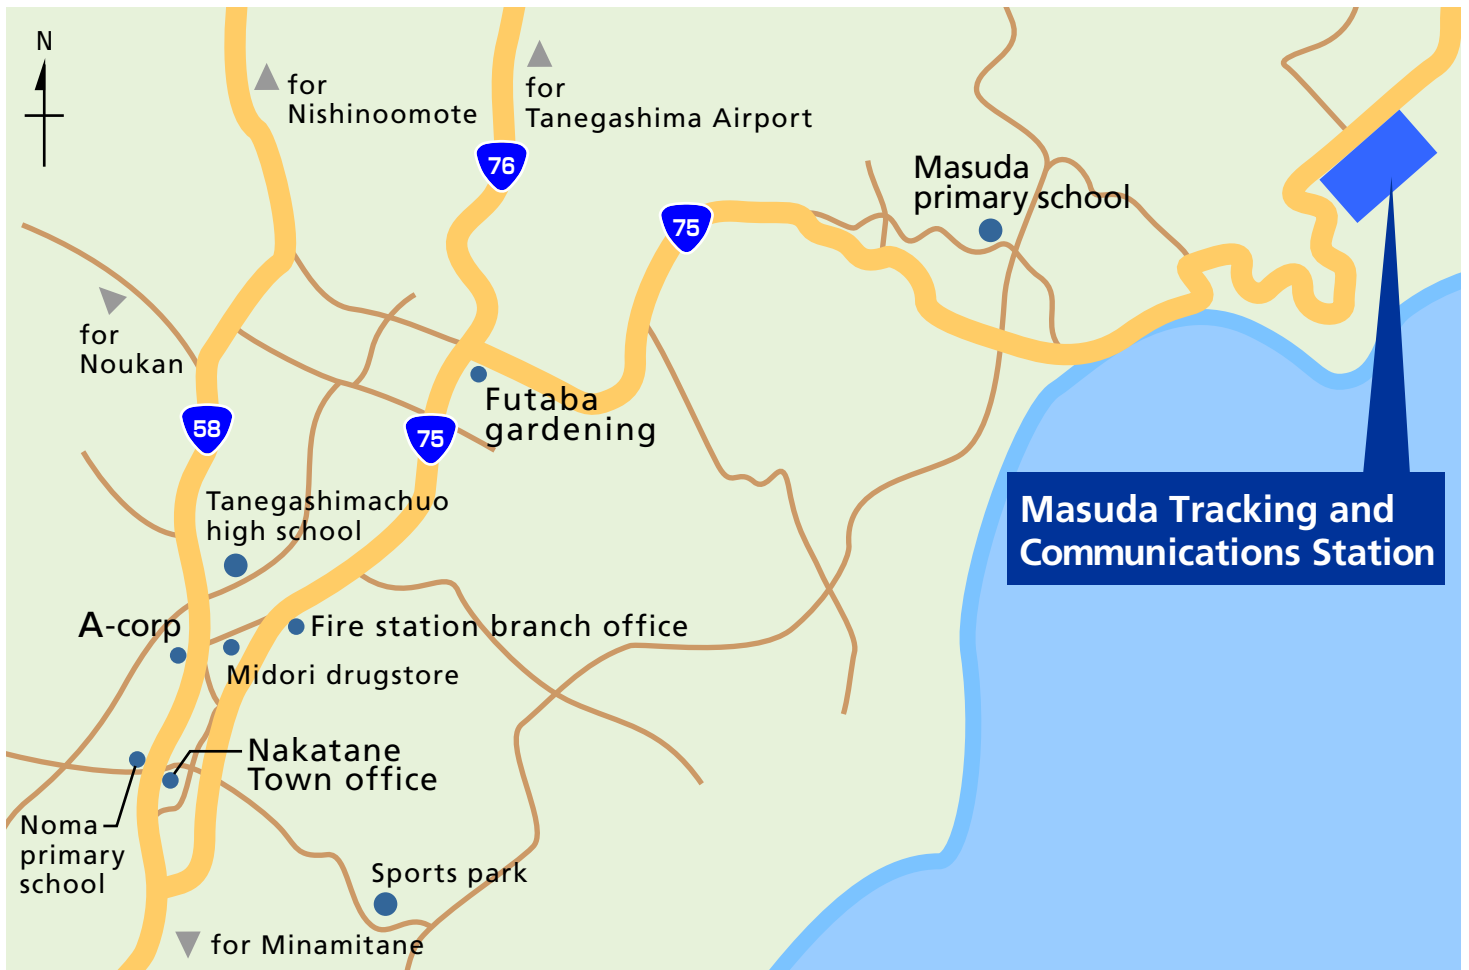 N
for
Nishinoomote
for
Tanegashima Airport
76
75
Masuda
primary school
for
Noukan
58
75
Futaba
gardening
Tanegashimachuo
high school
Masuda Tracking and
Communications Station
A-corp
Fire station branch office
Midori drugstore
Nakatane
Town office
Noma
primary
school
Sports park
for Minamitane